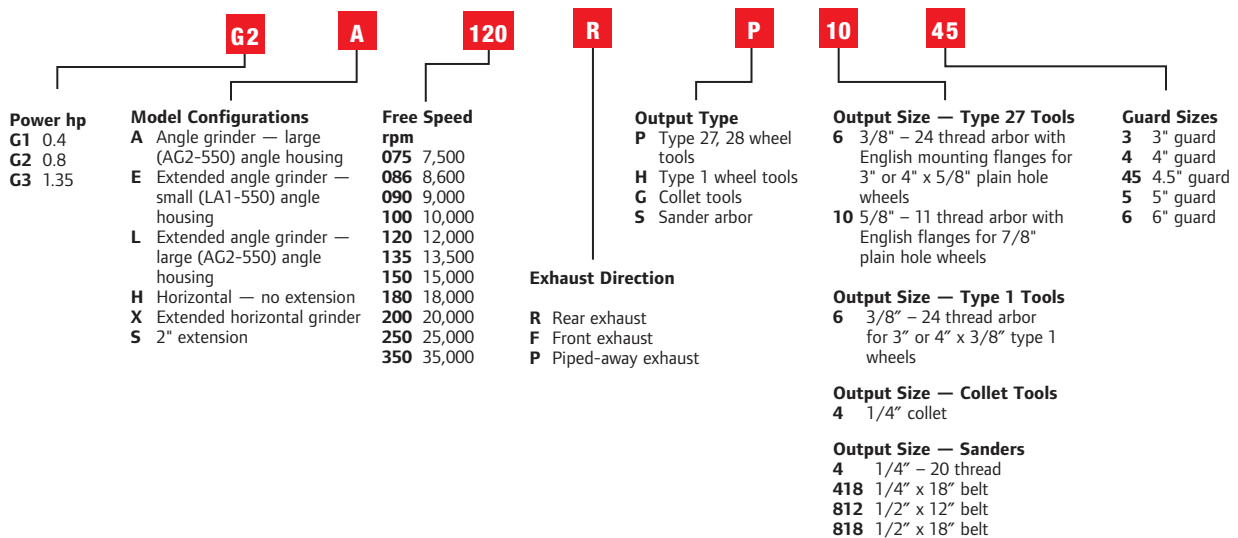 G2 A 120 R P 10 45
Power hp
G1 0.4
G2 0.8
G3 1.35
Model Configurations
A Angle grinder — large
(AG2-550) angle housing
E Extended angle grinder —
small (LA1-550) angle
housing
L Extended angle grinder —
large (AG2-550) angle
housing
H Horizontal — no extension
X Extended horizontal grinder
S 2" extension
Free Speed
rpm
075 7,500
086 8,600
090 9,000
100 10,000
120 12,000
135 13,500
150 15,000
180 18,000
200 20,000
250 25,000
350 35,000
Exhaust Direction
R Rear exhaust
F Front exhaust
P Piped-away exhaust
Output Type
P Type 27, 28 wheel
tools
H Type 1 wheel tools
G Collet tools
S Sander arbor
Output Size — Type 27 Tools
6 3/8" – 24 thread arbor with
English mounting flanges for
3" or 4" x 5/8" plain hole
wheels
10 5/8" – 11 thread arbor with
English flanges for 7/8"
plain hole wheels
Output Size — Type 1 Tools
6 3/8″ – 24 thread arbor
for 3″ or 4″ x 3/8″ type 1
wheels
Output Size — Collet Tools
4 1/4″ collet
Output Size — Sanders
4 1/4″ – 20 thread
418 1/4″ x 18″ belt
812 1/2″ x 12″ belt
818 1/2″ x 18″ belt
Guard Sizes
3 3" guard
4 4" guard
45 4.5" guard
5 5" guard
6 6" guard